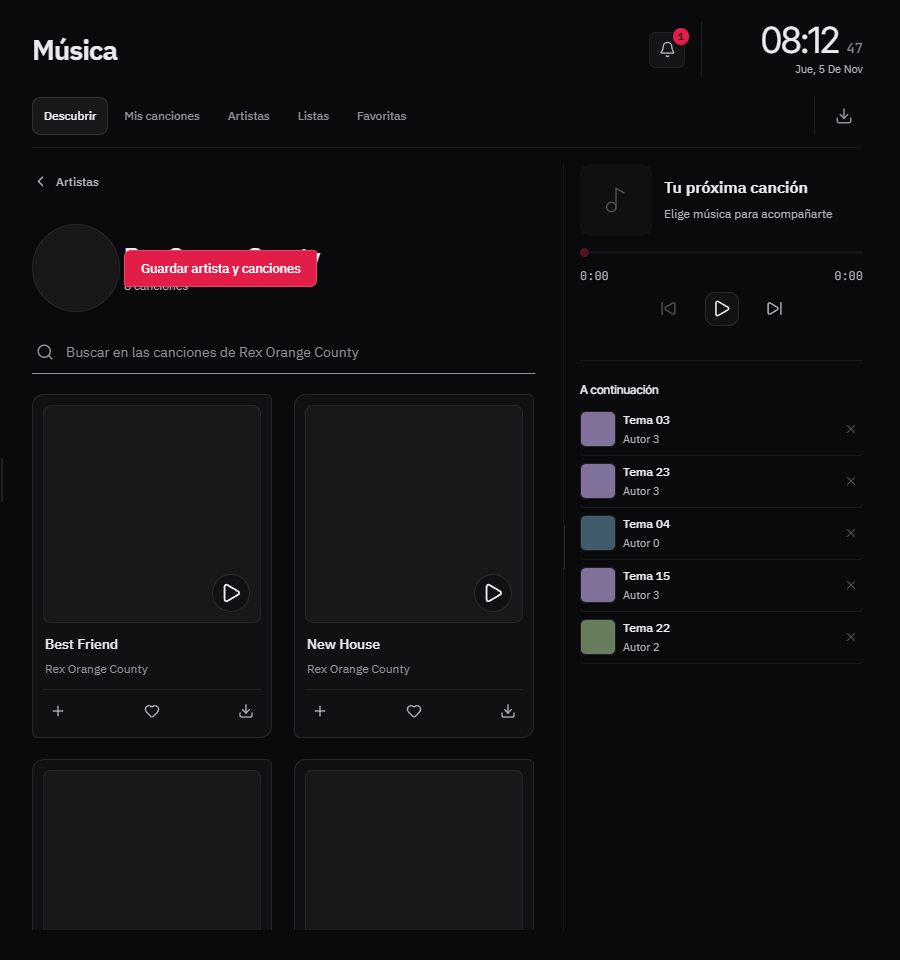 Música
1
08:12 47
Jue, 5 De Nov
Descubrir
Mis canciones
Artistas
Listas
Favoritas
Artistas
Guardar artista y canciones
canciones
Buscar en las canciones de Rex Orange County
Best Friend
Rex Orange County
New House
Rex Orange County
Tu próxima canción
Elige música para acompañarte
0:00
0:00
A continuación
Tema 03
Autor 3
Tema 23
Autor 3
Tema 04
Autor 0
Tema 15
Autor 3
Tema 22
Autor 2